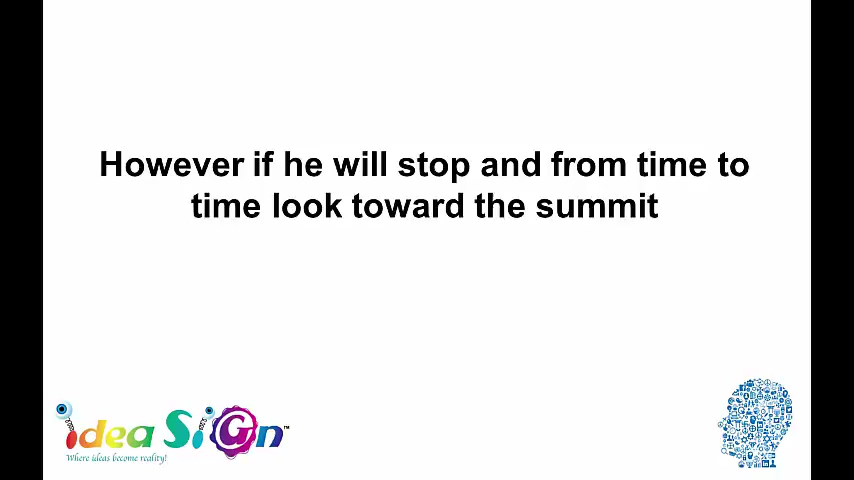 However if he will stop and from time to
time look toward the summit
idea SiGn™
Where ideas become reality!